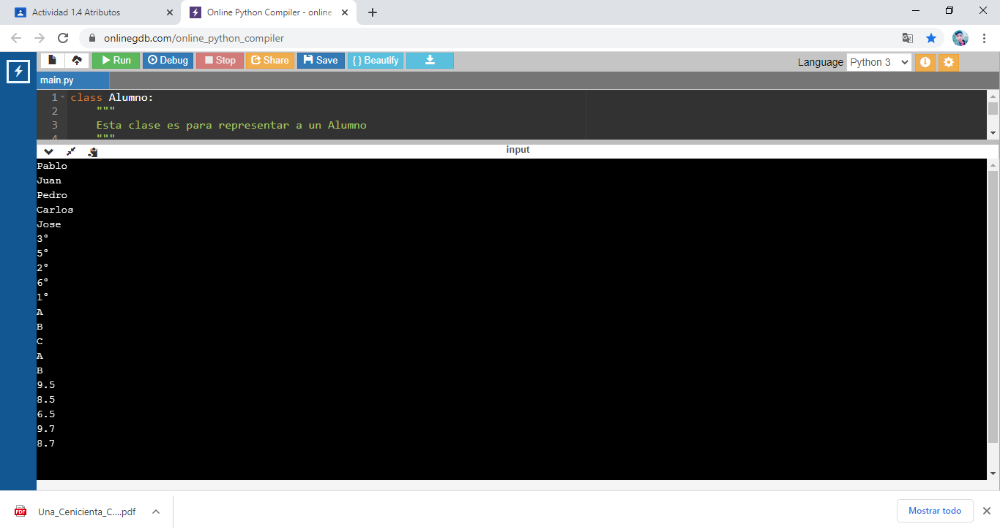 Actividad 1.4 Atributos
Online Python Compiler - online
onlinegdb.com/online_python_compiler
Run
Debug
Stop
Share
Save
{ } Beautify
Language
Python 3
main.py
1 class Alumno:
2 """
3 Esta clase es para representar a un Alumno
4 """
input
Pablo
Juan
Pedro
Carlos
Jose
3°
5°
2°
6°
1°
A
B
C
A
B
9.5
8.5
6.5
9.7
8.7
PDF
Una_Cenicienta_C....pdf
Mostrar todo